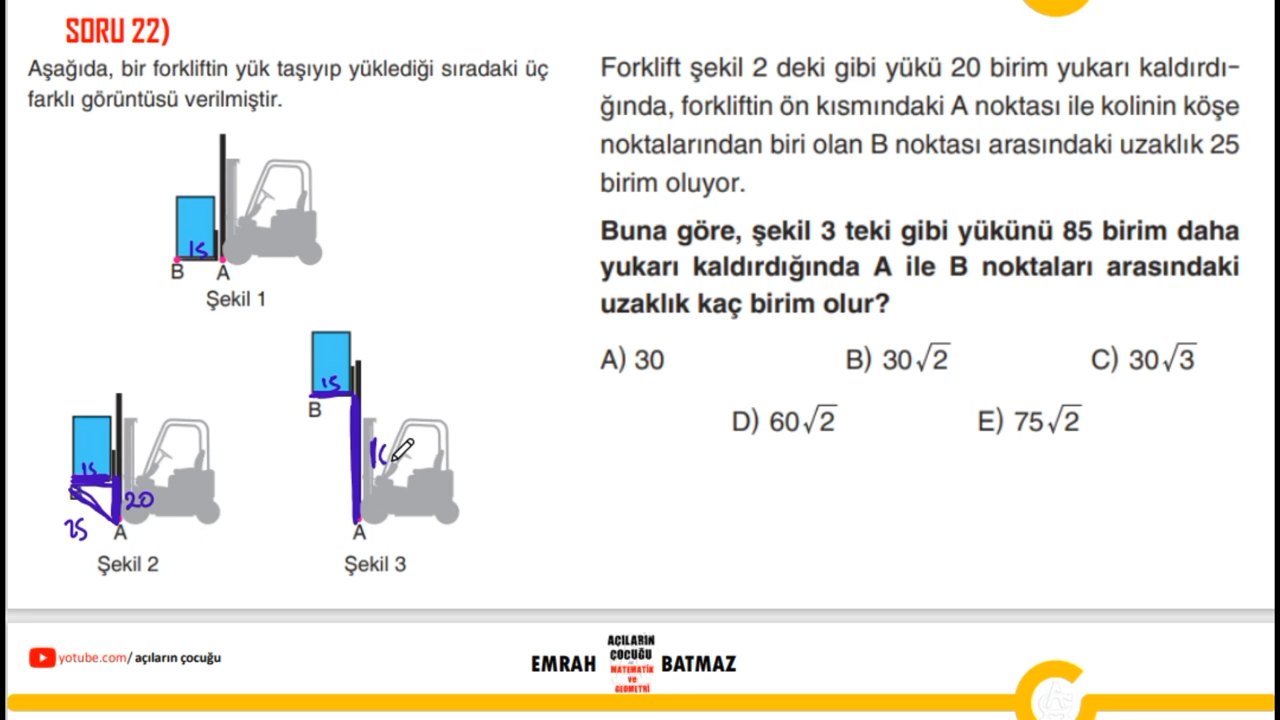 SORU 22)
Aşağıda, bir forkliftin yük taşıyıp yüklediği sıradaki üç
farklı görüntüsü verilmiştir.
15
B A
Şekil 1
15
20
25
A
Şekil 2
15
B
A
Şekil 3
Forklift şekil 2 deki gibi yükü 20 birim yukarı kaldırdı-
ğında, forkliftin ön kısmındaki A noktası ile kolinin köşe
noktalarından biri olan B noktası arasındaki uzaklık 25
birim oluyor.
Buna göre, şekil 3 teki gibi yükünü 85 birim daha
yukarı kaldırdığında A ile B noktaları arasındaki
uzaklık kaç birim olur?
A) 30 B) 30√2 C) 30√3
D) 60√2 E) 75√2
yotube.com/ açıların çocuğu
EMRAH
AÇILARIN
ÇOCUĞU
MATEMATİK
ve
GEOMETRİ
BATMAZ